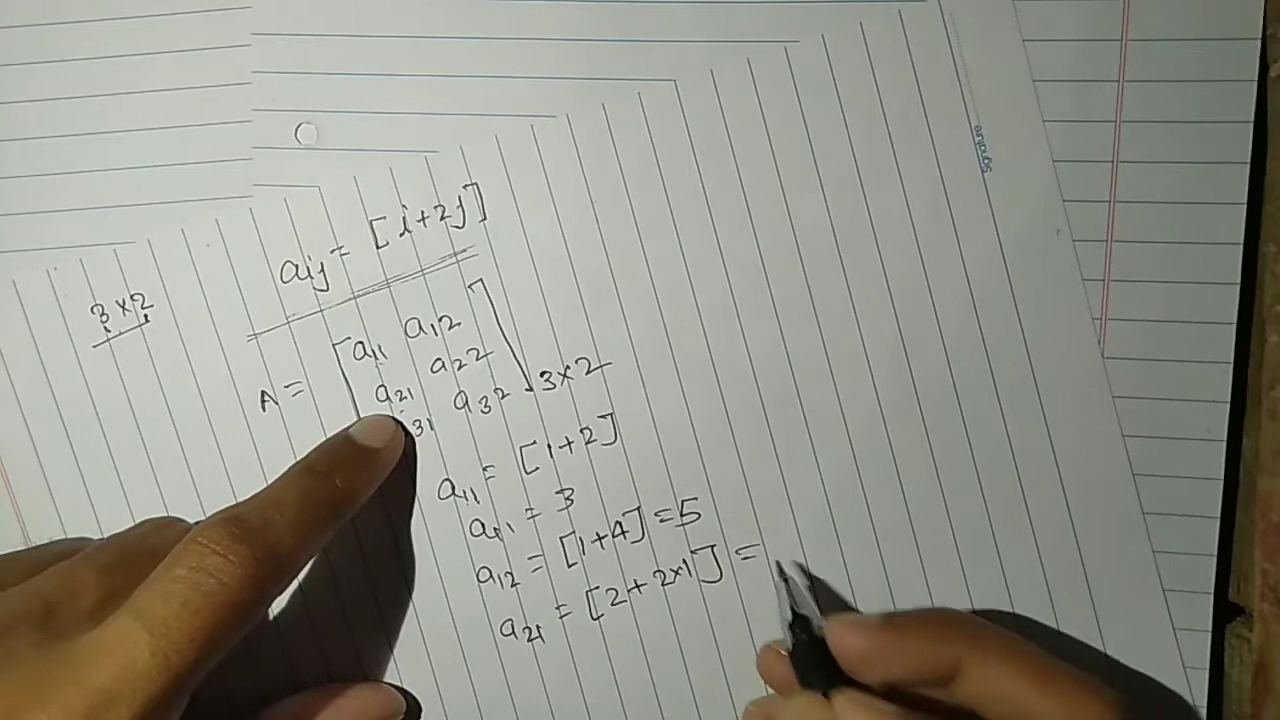 aij = [i+2j]
3×2
A = [a11 a12
a21 a22
31 a32] 3×2
a11 = [1+2]
a11 = 3
a12 = [1+4] = 5
a21 = [2+2×1] =
Signature